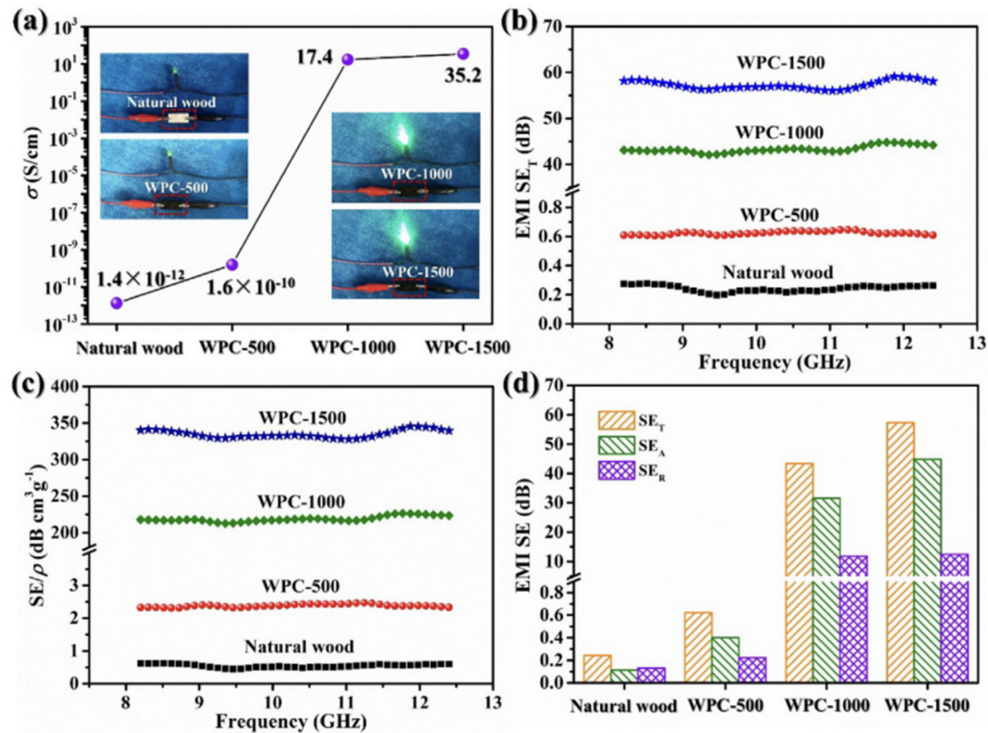 (a)
σ (S/cm)
10^3
10^1
10^-1
10^-3
10^-5
10^-7
10^-9
10^-11
10^-13
Natural wood
WPC-500
WPC-1000
WPC-1500
1.4×10^-12
1.6×10^-10
17.4
35.2
Natural wood WPC-500 WPC-1000 WPC-1500
(b)
EMI SE_T (dB)
70
60
50
40
0.8
0.6
0.4
0.2
0.0
WPC-1500
WPC-1000
WPC-500
Natural wood
8 9 10 11 12 13
Frequency (GHz)
(c)
SE/ρ (dB cm^3 g^-1)
400
350
300
250
200
3
2
1
0
WPC-1500
WPC-1000
WPC-500
Natural wood
8 9 10 11 12 13
Frequency (GHz)
(d)
EMI SE (dB)
70
60
50
40
30
20
10
0.8
0.6
0.4
0.2
0.0
SE_T
SE_A
SE_R
Natural wood WPC-500 WPC-1000 WPC-1500